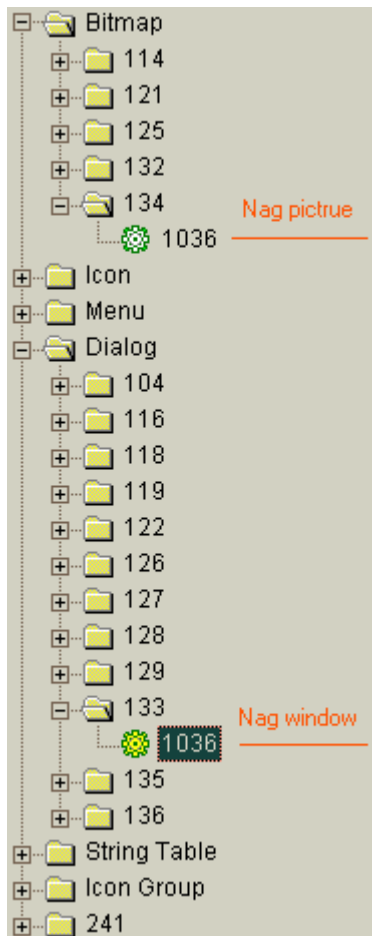 Bitmap
114
121
125
132
134 Nag pictrue
1036
Icon
Menu
Dialog
104
116
118
119
122
126
127
128
129
133 Nag window
1036
135
136
String Table
Icon Group
241